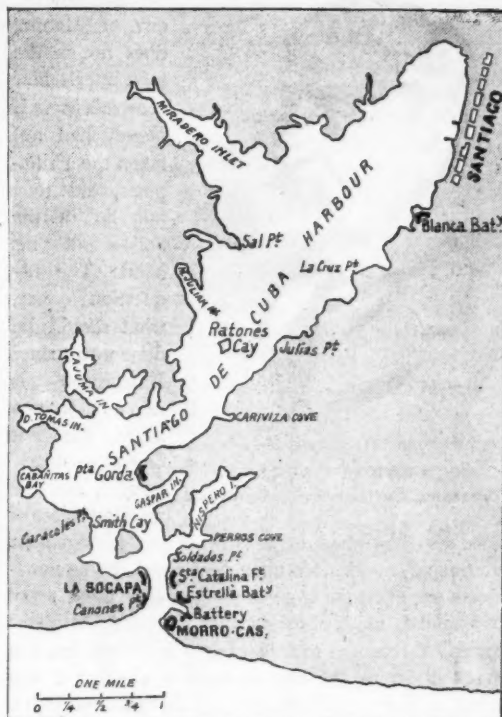 SANTIAGO
MIRADERO INLET
Blanca Baty
Sal Pt.
La Cruz Pt.
SANTIAGO DE CUBA HARBOUR
Ratones
Cay
Julias Pt.
CAJUMA IN.
D. TOMAS IN.
CARIVIZA COVE
pta Gorda
CABAÑITAS
BAY
GASPAR IN.
NISPERO I.
Caracoles Pt.
Smith Cay
PERROS COVE
Soldados Pt.
Sta Catalina Ft.
LA SOCAPA
Estrella Baty
Canones Pt.
Battery
MORRO·CAS.
ONE MILE
0 ¼ ½ ¾ 1